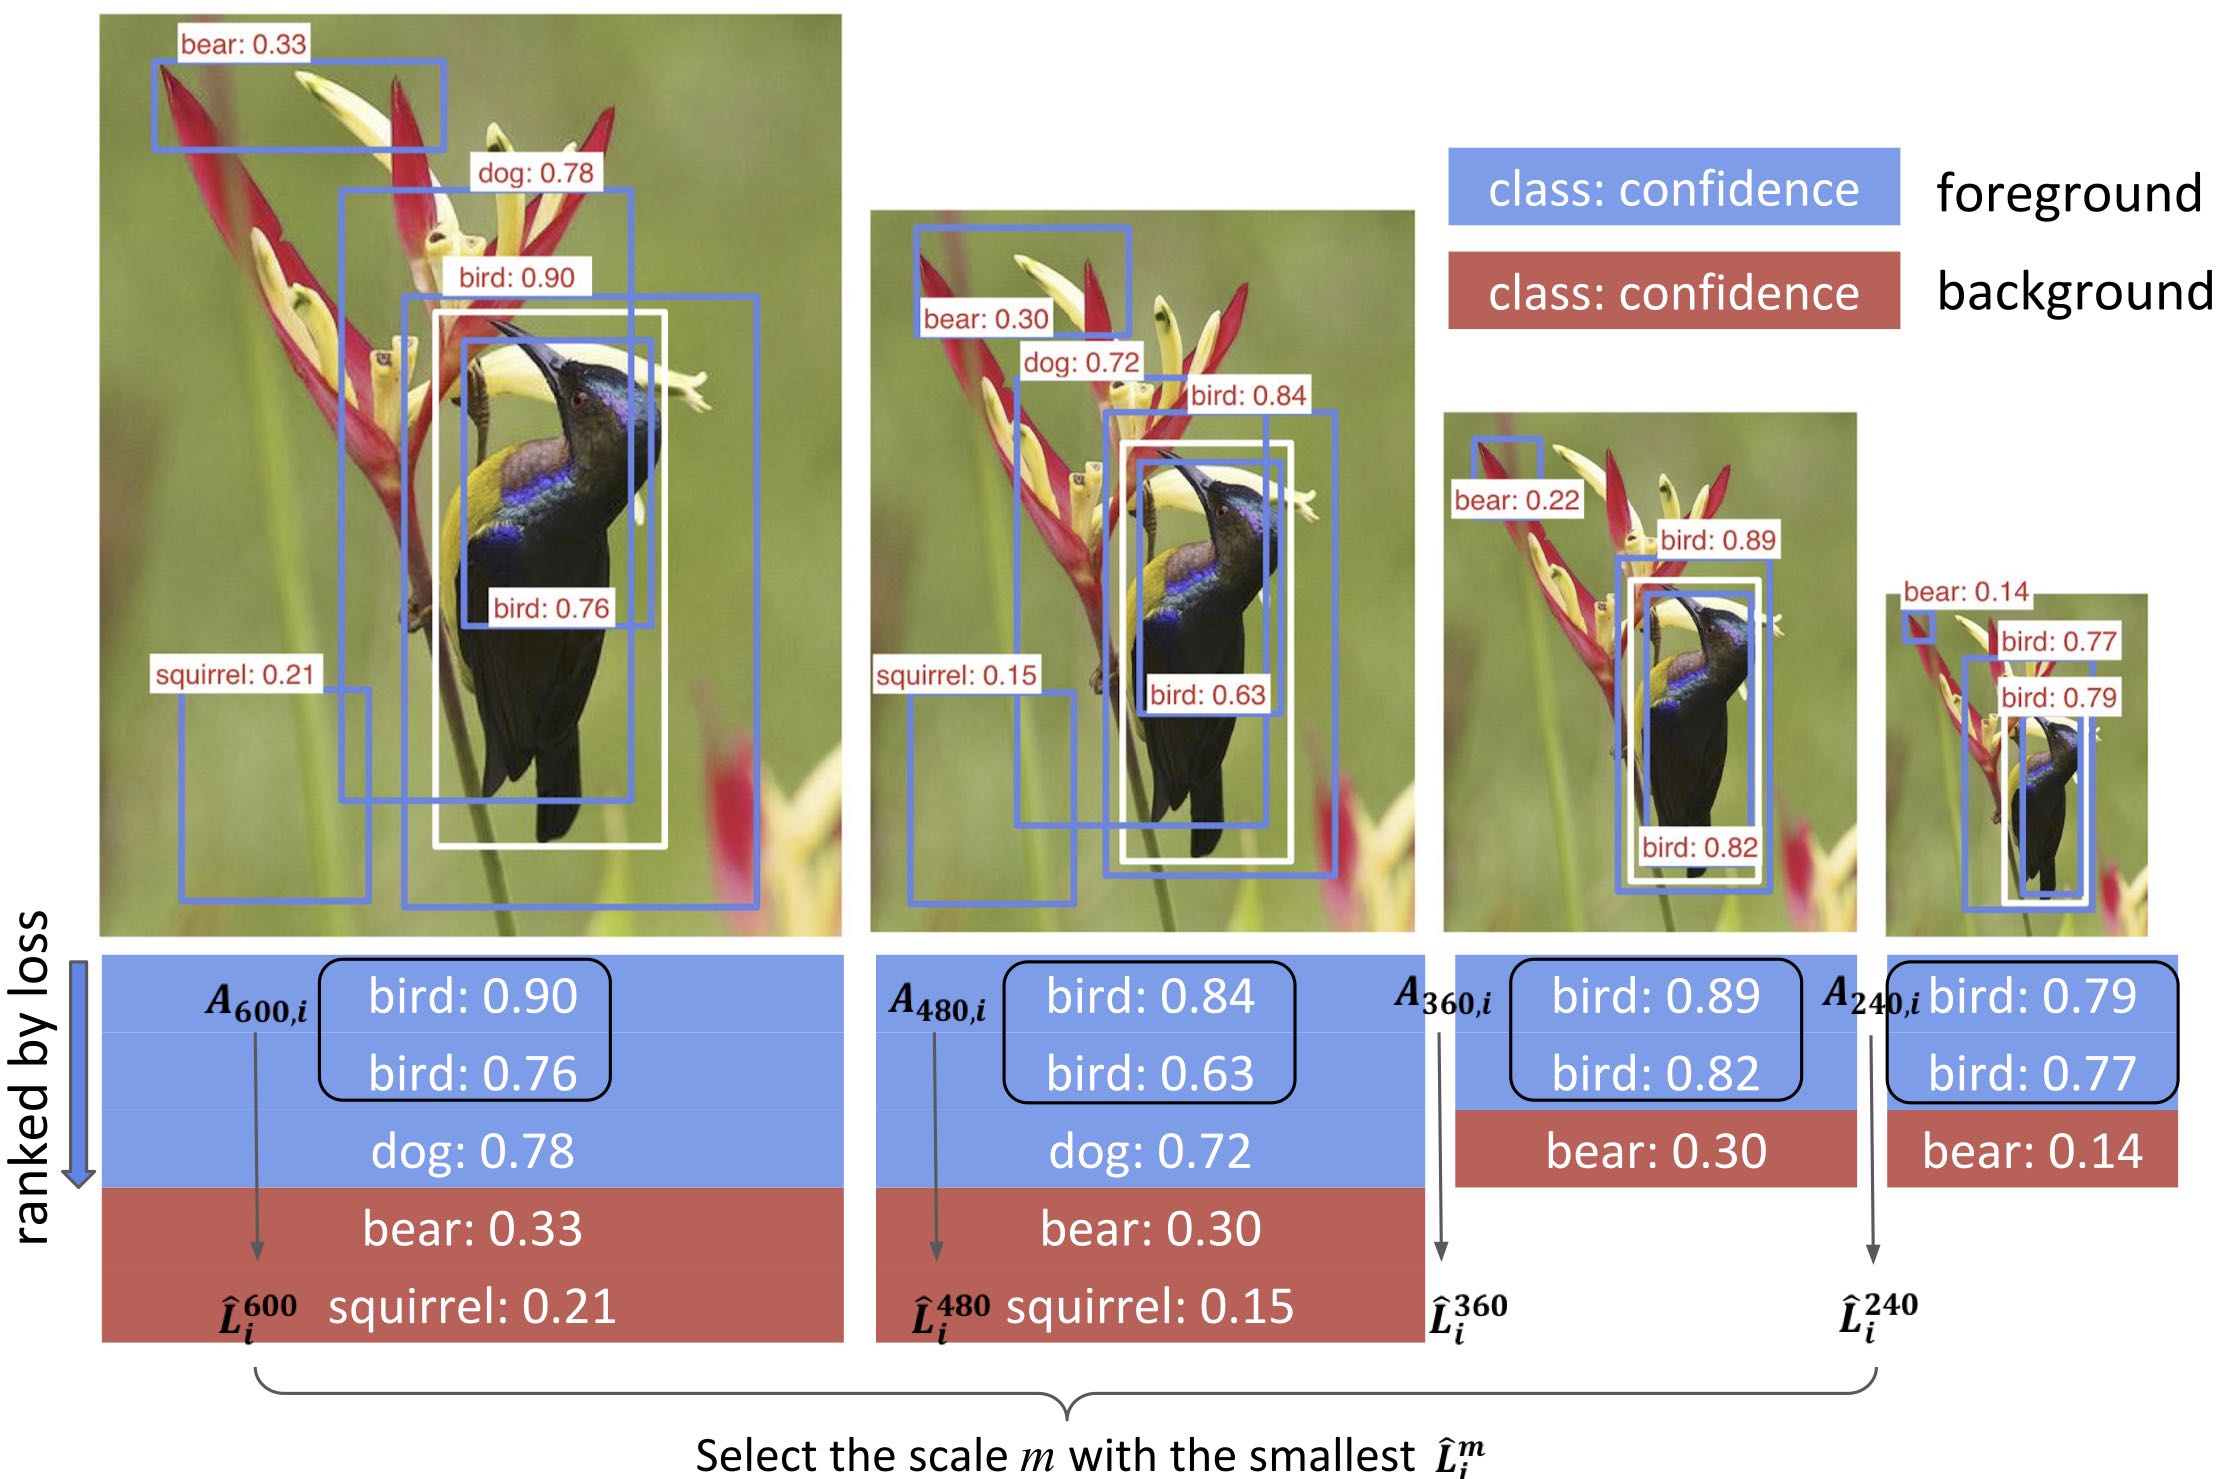 bear: 0.33
dog: 0.78
bird: 0.90
bird: 0.76
squirrel: 0.21
bear: 0.30
dog: 0.72
bird: 0.84
squirrel: 0.15
bird: 0.63
bear: 0.22
bird: 0.89
bird: 0.82
bear: 0.14
bird: 0.77
bird: 0.79
class: confidence foreground
class: confidence background
ranked by loss
A_{600,i}
bird: 0.90
bird: 0.76
dog: 0.78
bear: 0.33
L̂_i^{600} squirrel: 0.21
A_{480,i}
bird: 0.84
bird: 0.63
dog: 0.72
bear: 0.30
L̂_i^{480} squirrel: 0.15
A_{360,i}
bird: 0.89
bird: 0.82
bear: 0.30
L̂_i^{360}
A_{240,i}
bird: 0.79
bird: 0.77
bear: 0.14
L̂_i^{240}
Select the scale m with the smallest L̂_i^m